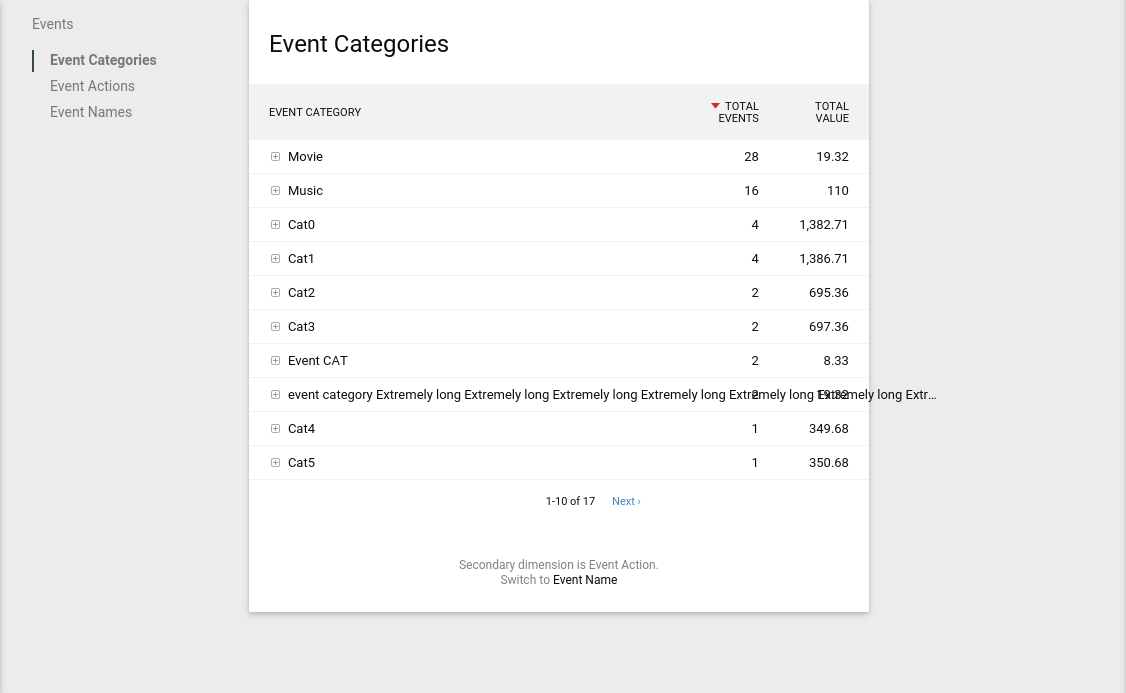 Events
Event Categories
Event Actions
Event Names
Event Categories
EVENT CATEGORY
TOTAL EVENTS
TOTAL VALUE
Movie 28 19.32
Music 16 110
Cat0 4 1,382.71
Cat1 4 1,386.71
Cat2 2 695.36
Cat3 2 697.36
Event CAT 2 8.33
event category Extremely long Extremely long Extremely long Extremely long Extremely long Extremely long Extr... 2
Cat4 1 349.68
Cat5 1 350.68
1-10 of 17 Next ›
Secondary dimension is Event Action.
Switch to Event Name